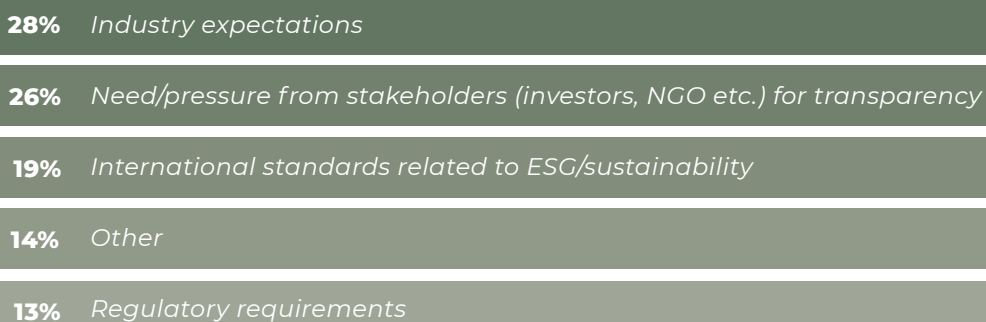 28% Industry expectations
26% Need/pressure from stakeholders (investors, NGO etc.) for transparency
19% International standards related to ESG/sustainability
14% Other
13% Regulatory requirements